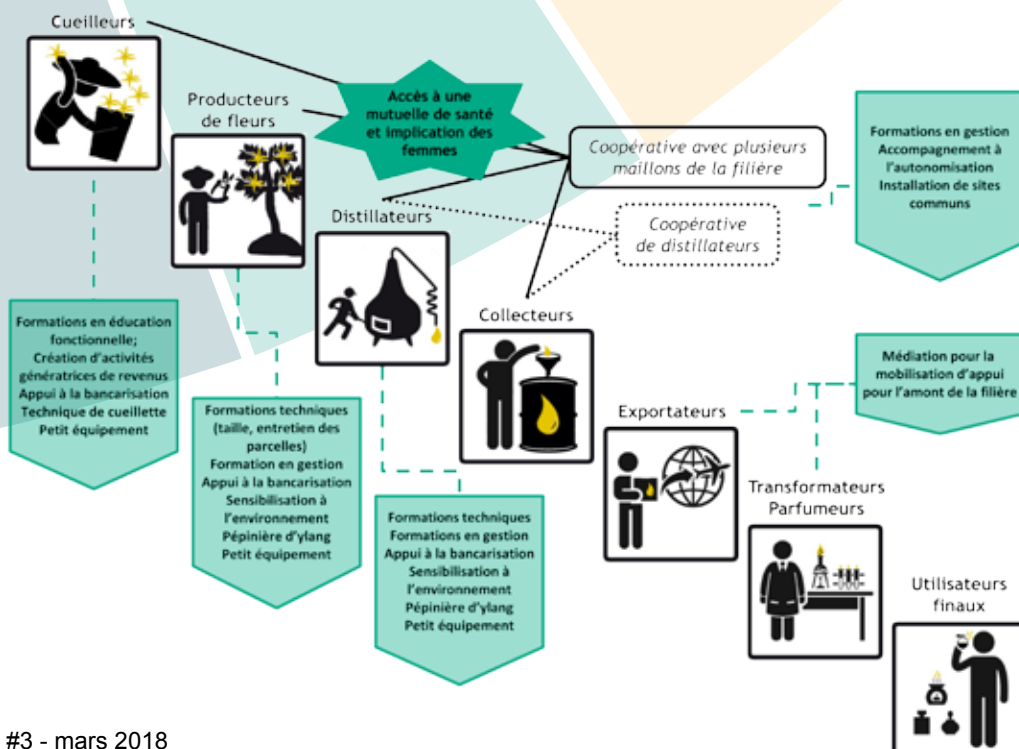 Cueilleurs
Producteurs
de fleurs
Accès à une
mutuelle de santé
et implication des
femmes
Coopérative avec plusieurs
maillons de la filière
Formations en gestion
Accompagnement à
l'autonomisation
Installation de sites
communs
Distillateurs
Coopérative
de distillateurs
Collecteurs
Formations en éducation
fonctionnelle;
Création d'activités
génératrices de revenus
Appui à la bancarisation
Technique de cueillette
Petit équipement
Formations techniques
(taille, entretien des
parcelles)
Formation en gestion
Appui à la bancarisation
Sensibilisation à
l'environnement
Pépinière d'ylang
Petit équipement
Formations techniques
Formations en gestion
Appui à la bancarisation
Sensibilisation à
l'environnement
Pépinière d'ylang
Petit équipement
Exportateurs
Médiation pour la
mobilisation d'appui
pour l'amont de la filière
Transformateurs
Parfumeurs
Utilisateurs
finaux
#3 - mars 2018